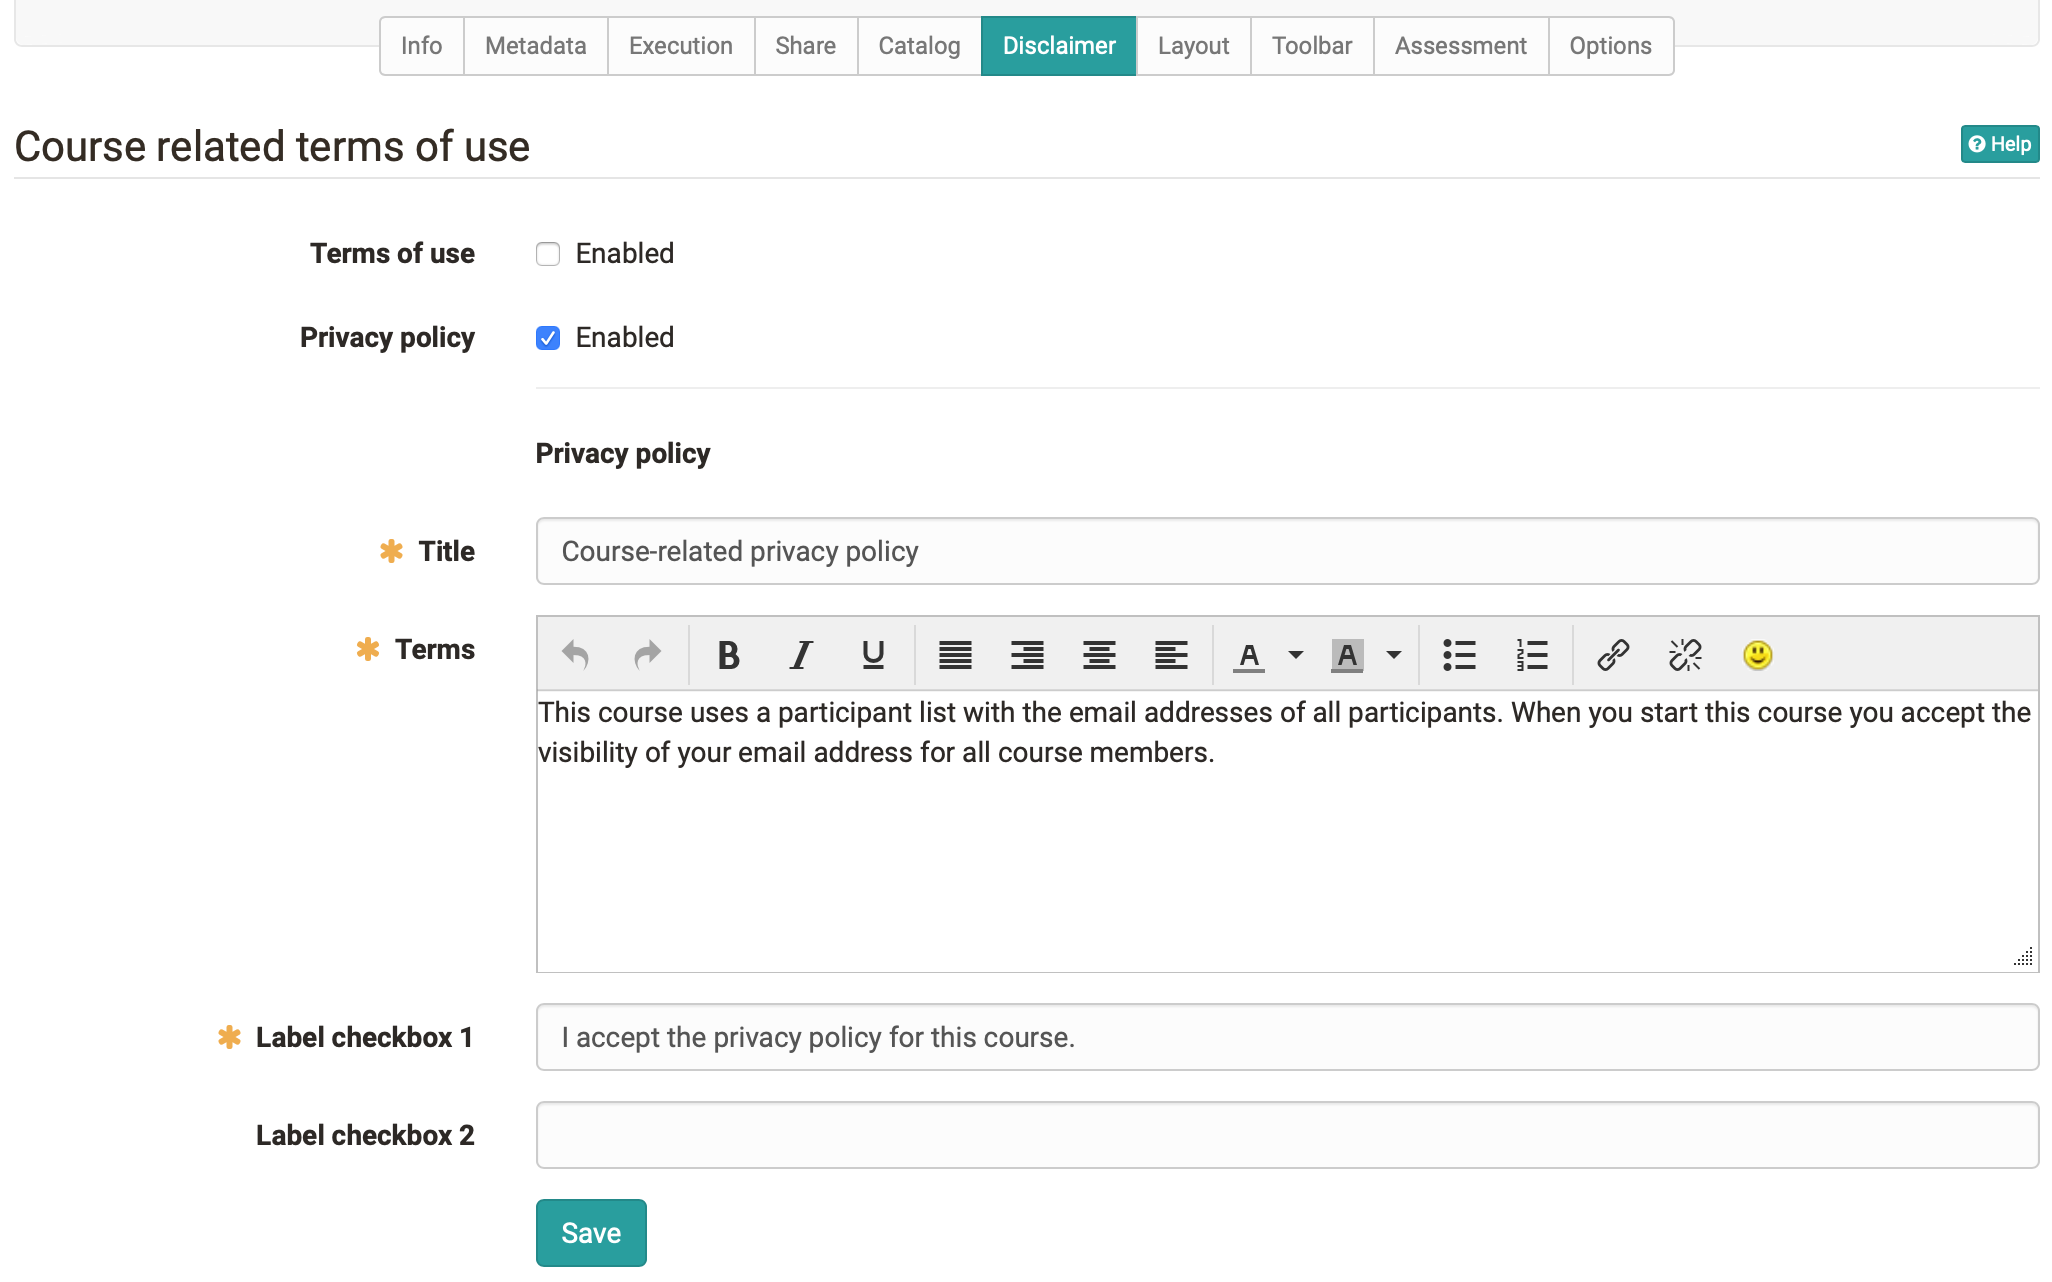 Info Metadata Execution Share Catalog Disclaimer Layout Toolbar Assessment Options
Course related terms of use
Help
Terms of use Enabled
Privacy policy Enabled
Privacy policy
Title Course-related privacy policy
Terms
This course uses a participant list with the email addresses of all participants. When you start this course you accept the
visibility of your email address for all course members.
Label checkbox 1 I accept the privacy policy for this course.
Label checkbox 2
Save